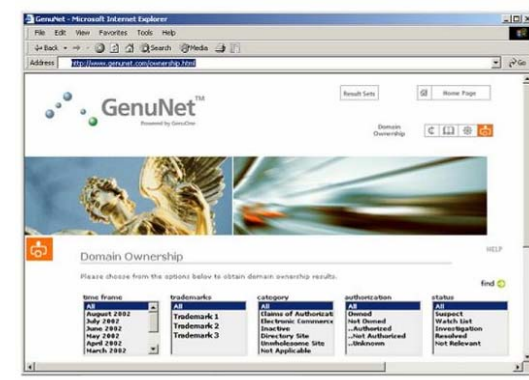 GenuNet - Microsoft Internet Explorer
File Edit View Favorites Tools Help
Back Search Media
Address http://www.genunet.com/ownership.html Go
GenuNet™
Powered by GenuOne
Result Sets
Home Page
Domain
Ownership
Domain Ownership
HELP
Please choose from the options below to obtain domain ownership results.
find
time frame trademarks category authorization status
All All All All All
August 2002 Trademark 1 Claims of Authorizati Owned Suspect
July 2002 Trademark 2 Electronic Commerce Not Owned Watch List
June 2002 Trademark 3 Inactive ..Authorized Investigation
May 2002 Directory Site ..Not Authorized Resolved
April 2002 Unwholesome Site ..Unknown Not Relevant
March 2002 Not Applicable